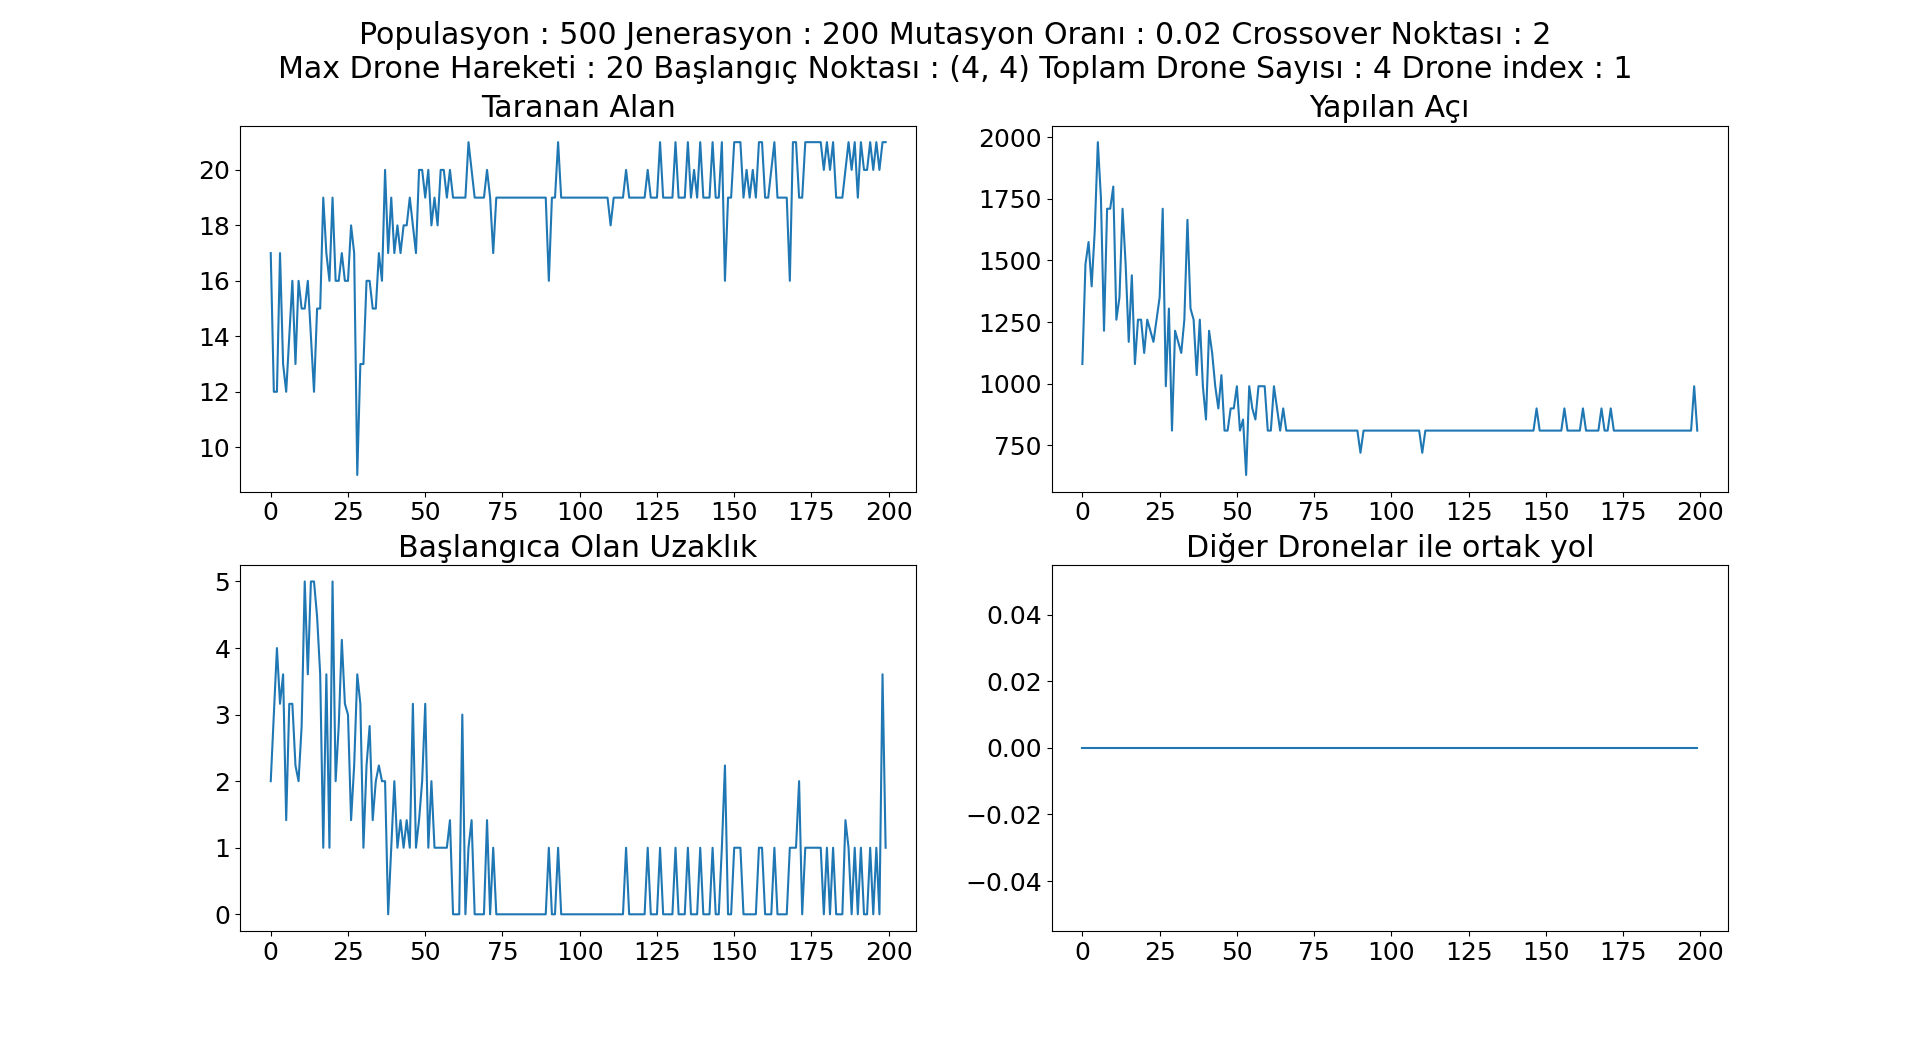 Populasyon : 500 Jenerasyon : 200 Mutasyon Oranı : 0.02 Crossover Noktası : 2
Max Drone Hareketi : 20 Başlangıç Noktası : (4, 4) Toplam Drone Sayısı : 4 Drone index : 1
Taranan Alan
20
18
16
14
12
10
0 25 50 75 100 125 150 175 200
Yapılan Açı
2000
1750
1500
1250
1000
750
0 25 50 75 100 125 150 175 200
Başlangıca Olan Uzaklık
5
4
3
2
1
0
0 25 50 75 100 125 150 175 200
Diğer Dronelar ile ortak yol
0.04
0.02
0.00
−0.02
−0.04
0 25 50 75 100 125 150 175 200